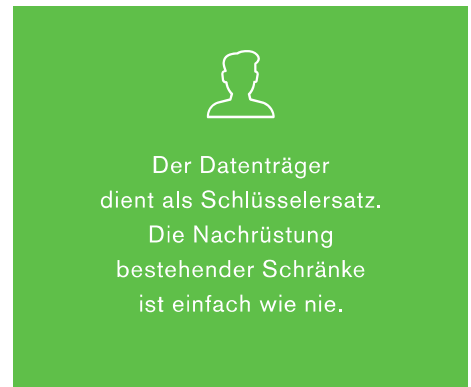 Der Datenträger
dient als Schlüsselersatz.
Die Nachrüstung
bestehender Schränke
ist einfach wie nie.